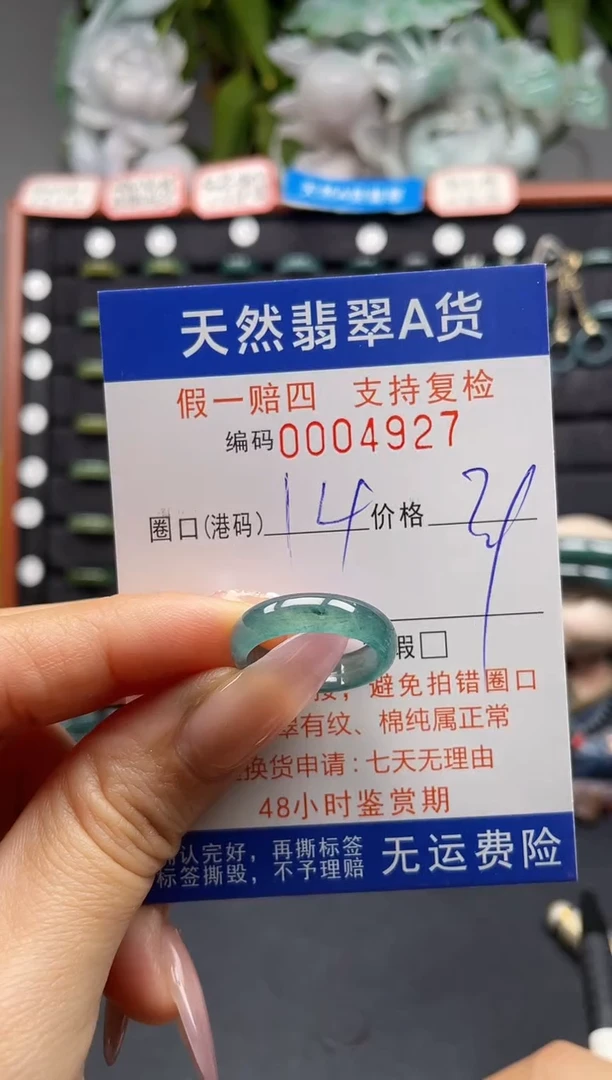 天然翡翠A货
假一赔四 支持复检
编码0004927
圈口(港码) 14 价格
假□
避免拍错圈口
有纹、棉纯属正常
换货申请:七天无理由
48小时鉴赏期
认完好,再撕标签
标签撕毁,不予理赔
无运费险